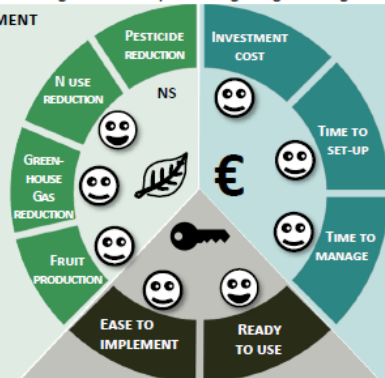 MENT
PESTICIDE
REDUCTION
INVESTMENT
COST
N USE
REDUCTION
NS
TIME TO
SET-UP
GREEN-
HOUSE
GAS
REDUCTION
€
TIME TO
MANAGE
FRUIT
PRODUCTION
EASE TO
IMPLEMENT
READY
TO USE